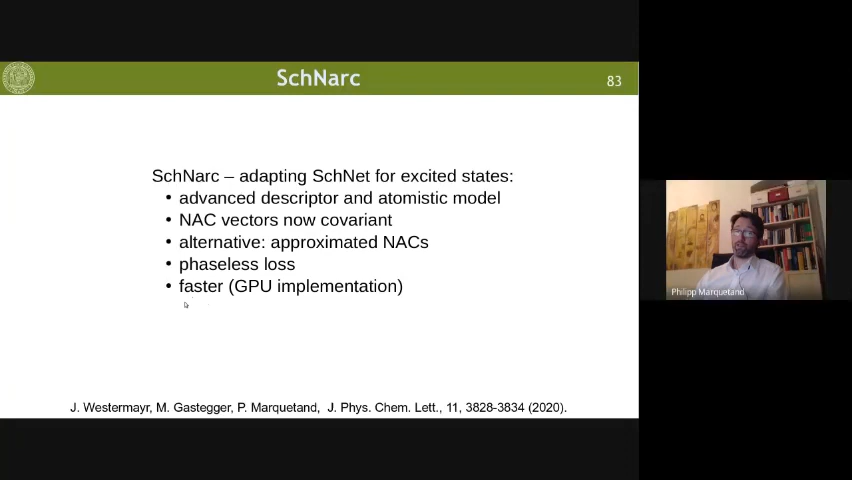 SchNarc
83
SchNarc – adapting SchNet for excited states:
• advanced descriptor and atomistic model
• NAC vectors now covariant
• alternative: approximated NACs
• phaseless loss
• faster (GPU implementation)
J. Westermayr, M. Gastegger, P. Marquetand, J. Phys. Chem. Lett., 11, 3828-3834 (2020).
Philipp Marquetand